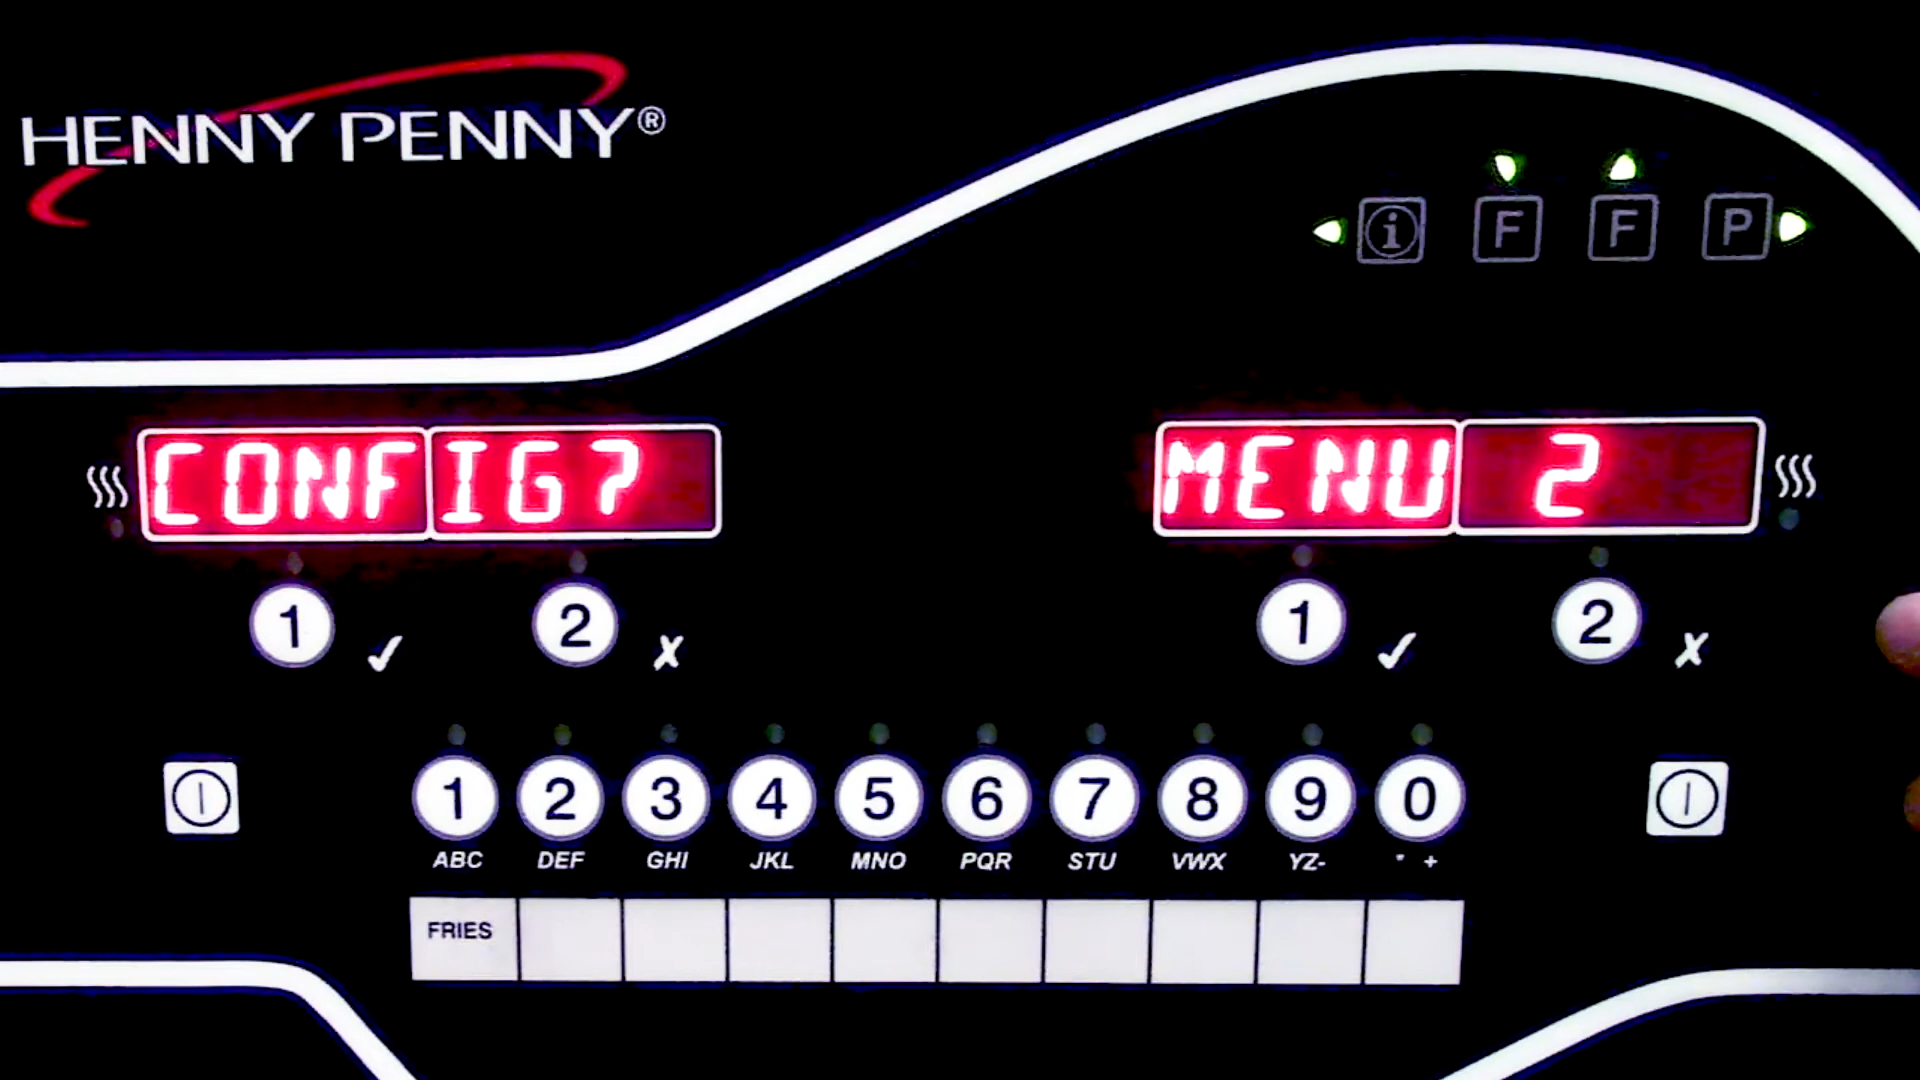 HENNY PENNY®
i F F P
CONFIG? MENU 2
1 ✓ 2 ✗ 1 ✓ 2 ✗
1 2 3 4 5 6 7 8 9 0
ABC DEF GHI JKL MNO PQR STU VWX YZ- * +
FRIES